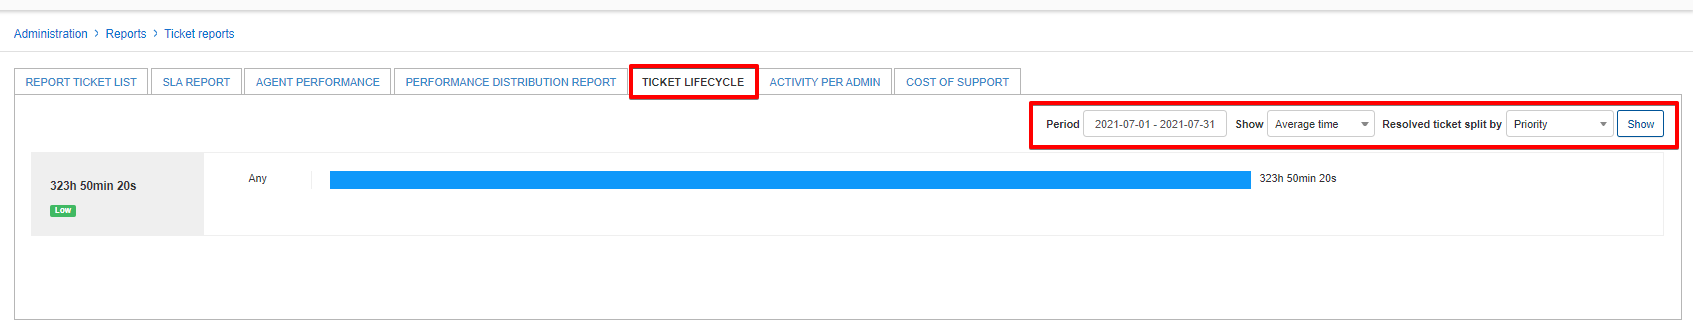 Administration > Reports > Ticket reports
REPORT TICKET LIST SLA REPORT AGENT PERFORMANCE PERFORMANCE DISTRIBUTION REPORT TICKET LIFECYCLE ACTIVITY PER ADMIN COST OF SUPPORT
Period 2021-07-01 - 2021-07-31 Show Average time Resolved ticket split by Priority Show
323h 50min 20s
Low
Any 323h 50min 20s